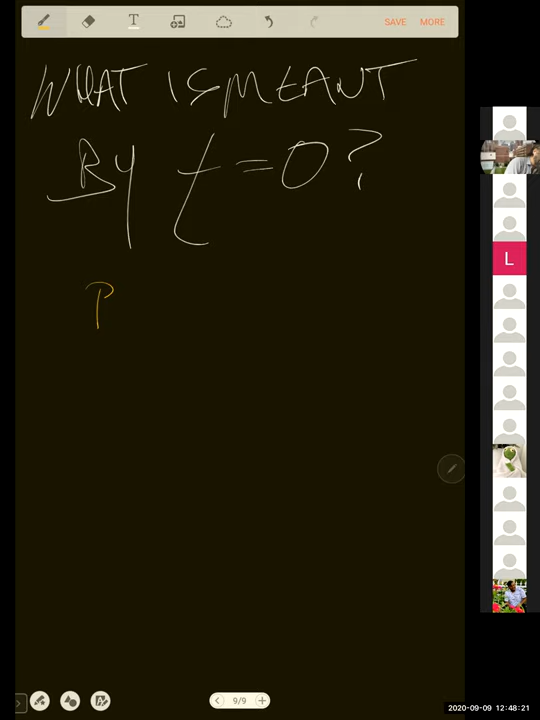 SAVE MORE
WHAT IS MEANT
BY t = 0?
P
L
9/9
2020-09-09 12:48:21